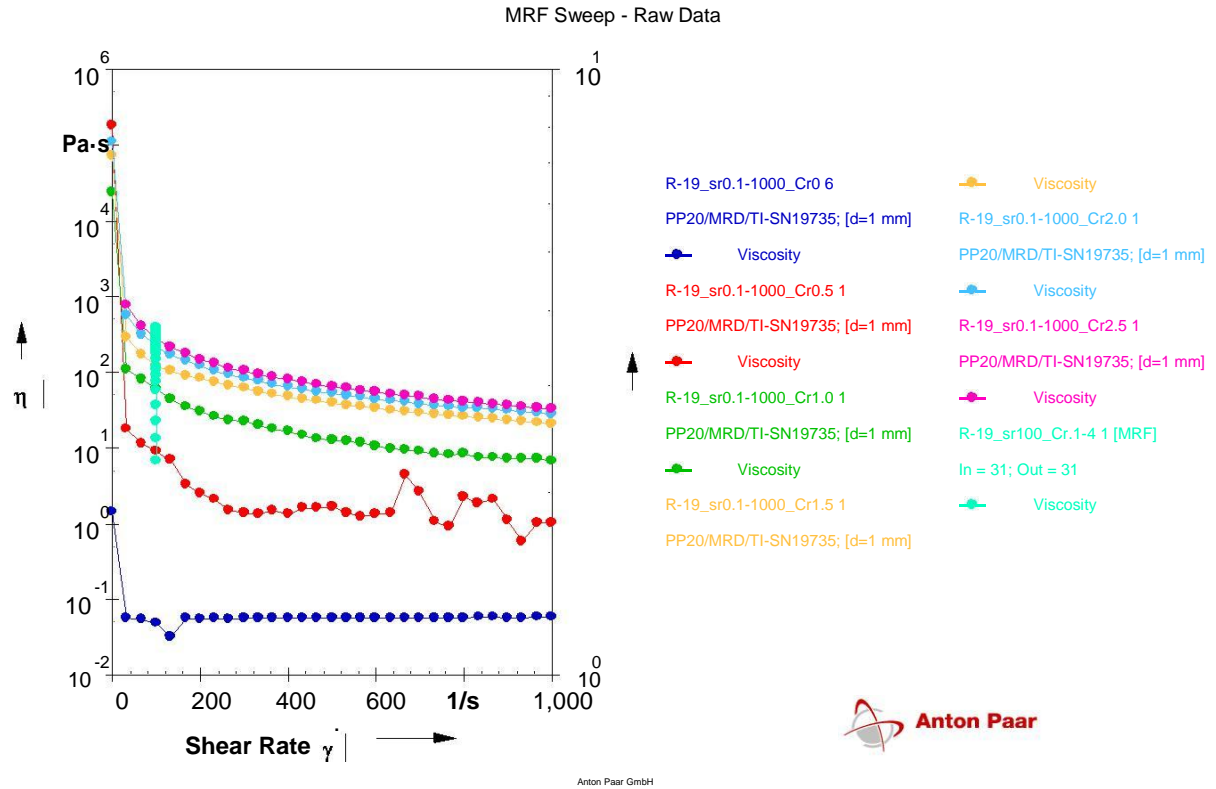 MRF Sweep - Raw Data
10^6
Pa·s
10^4
10^3
10^2
10^1
10^0
10^-1
10^-2
η
0
200
400
600
1/s
1,000
Shear Rate γ̇
10^1
10^0
R-19_sr0.1-1000_Cr0 6
PP20/MRD/TI-SN19735; [d=1 mm]
Viscosity
R-19_sr0.1-1000_Cr0.5 1
PP20/MRD/TI-SN19735; [d=1 mm]
Viscosity
R-19_sr0.1-1000_Cr1.0 1
PP20/MRD/TI-SN19735; [d=1 mm]
Viscosity
R-19_sr0.1-1000_Cr1.5 1
PP20/MRD/TI-SN19735; [d=1 mm]
Viscosity
R-19_sr0.1-1000_Cr2.0 1
PP20/MRD/TI-SN19735; [d=1 mm]
Viscosity
R-19_sr0.1-1000_Cr2.5 1
PP20/MRD/TI-SN19735; [d=1 mm]
Viscosity
R-19_sr100_Cr.1-4 1 [MRF]
In = 31; Out = 31
Viscosity
Anton Paar
Anton Paar GmbH